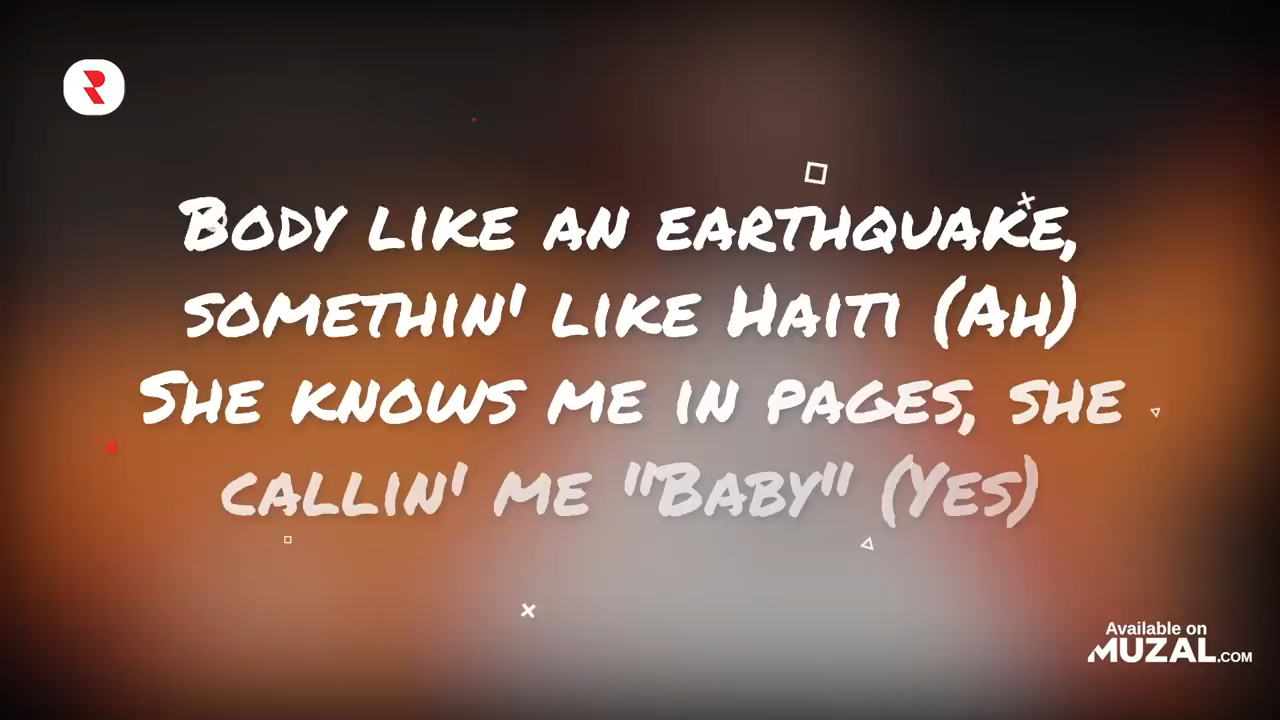 Body like an earthquake,
somethin' like Haiti (Ah)
She knows me in pages, she
callin' me "Baby" (Yes)
Available on
MUZAL.COM